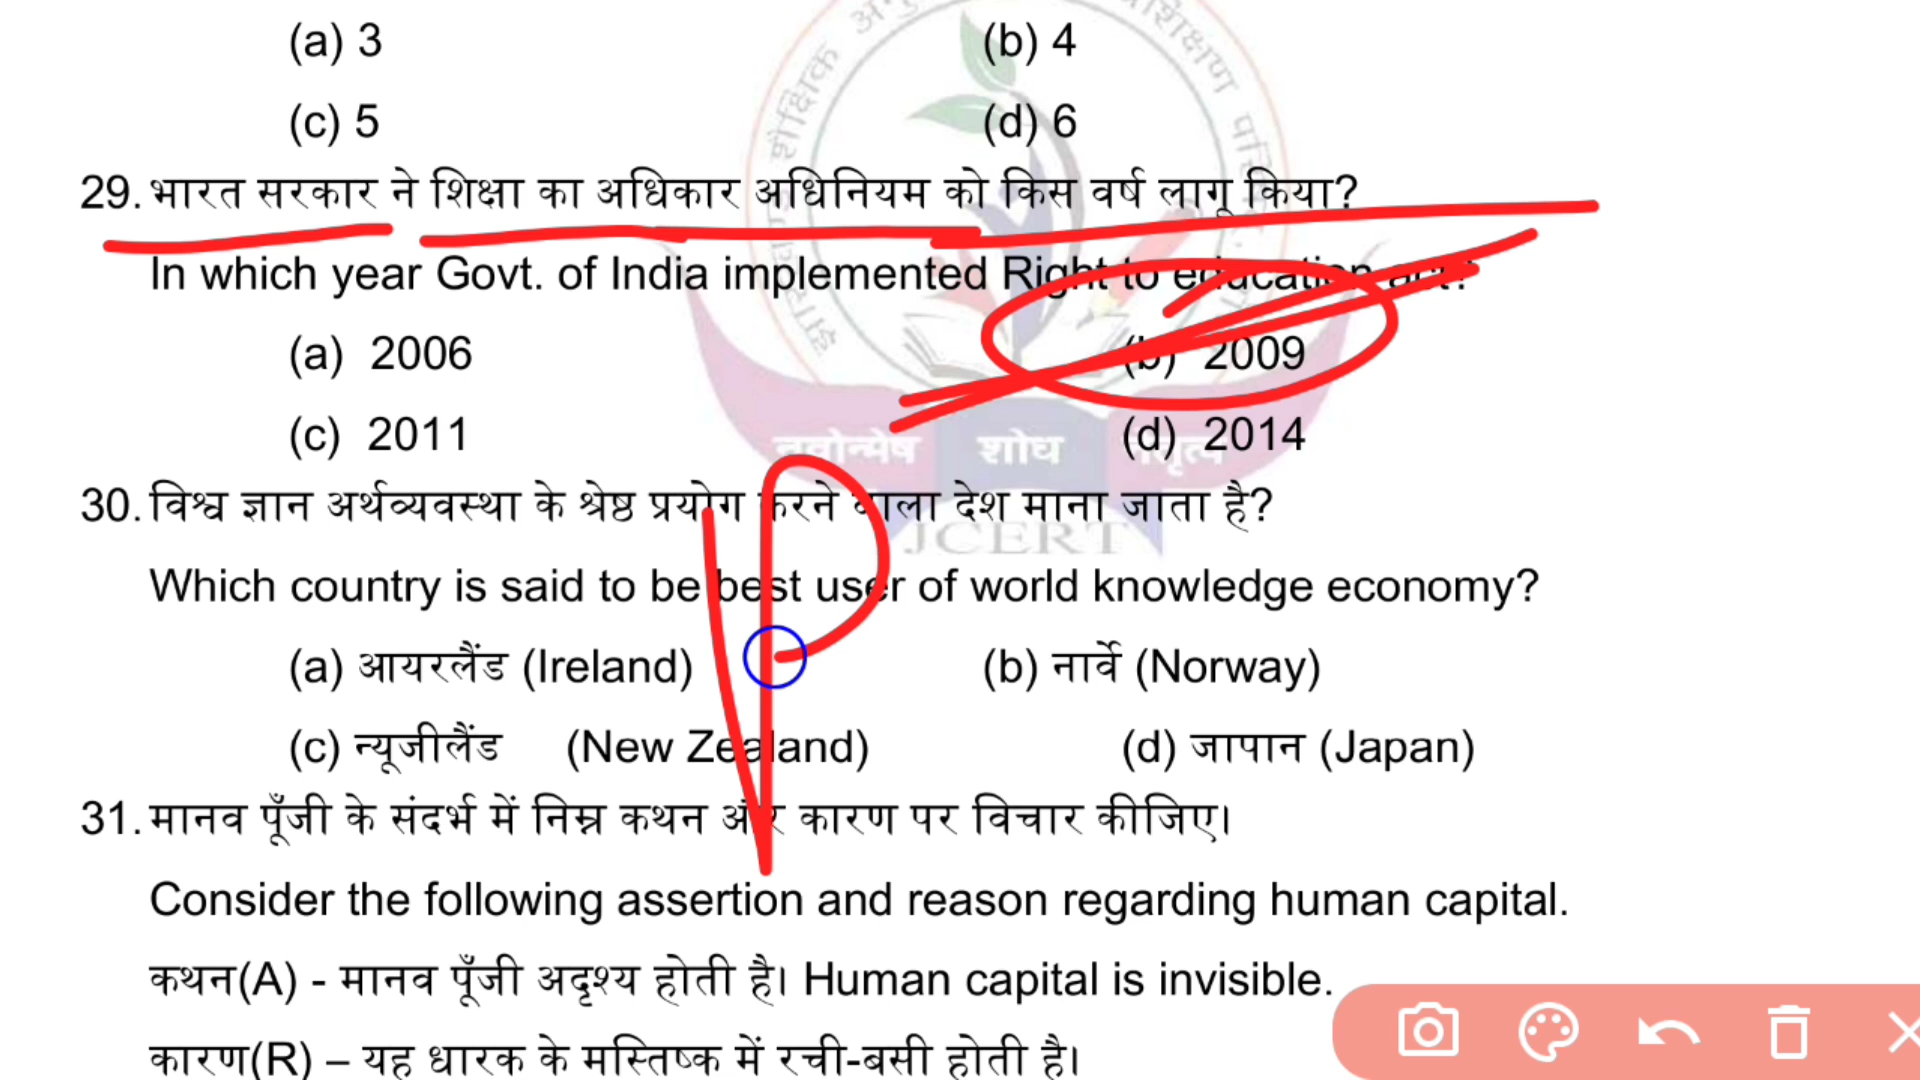 (a) 3 (b) 4
(c) 5 (d) 6
29. भारत सरकार ने शिक्षा का अधिकार अधिनियम को किस वर्ष लागू किया?
In which year Govt. of India implemented Right to education act?
(a) 2006 (b) 2009
(c) 2011 (d) 2014
नवोन्मेष शोध
30. विश्व ज्ञान अर्थव्यवस्था के श्रेष्ठ प्रयोग करने वाला देश माना जाता है?
JCERT
Which country is said to be best user of world knowledge economy?
(a) आयरलैंड (Ireland) (b) नार्वे (Norway)
(c) न्यूजीलैंड (New Zealand) (d) जापान (Japan)
31. मानव पूँजी के संदर्भ में निम्न कथन और कारण पर विचार कीजिए।
Consider the following assertion and reason regarding human capital.
कथन(A) - मानव पूँजी अदृश्य होती है। Human capital is invisible.
कारण(R) – यह धारक के मस्तिष्क में रची-बसी होती है।